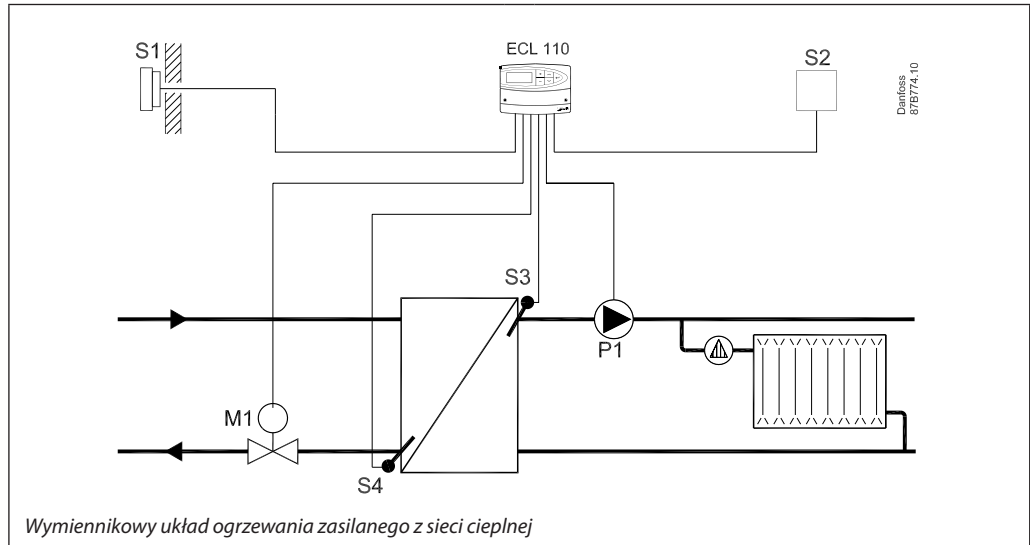 S1
ECL 110
S2
Danfoss
87B774.10
S3
P1
M1
S4
Wymiennikowy układ ogrzewania zasilanego z sieci cieplnej